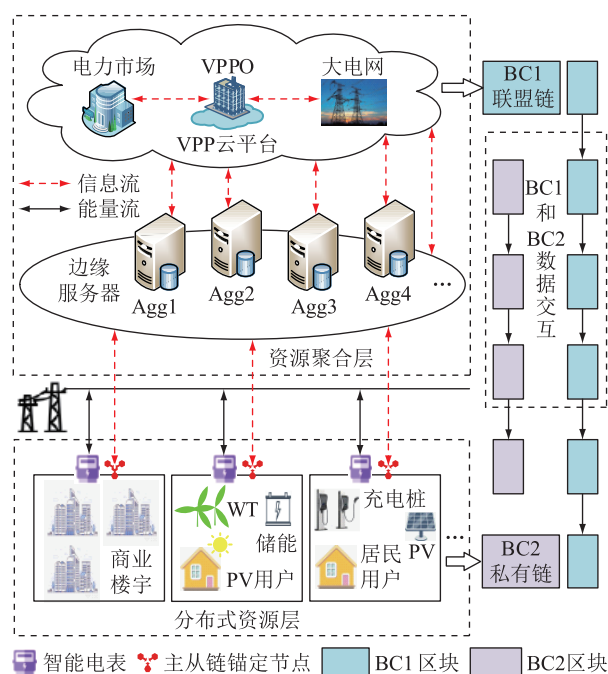 电力市场
VPPO
大电网
VPP云平台
BC1
联盟链
信息流
能量流
边缘
服务器
Agg1
Agg2
Agg3
Agg4
...
资源聚合层
BC1
和
BC2
数
据
交
互
商业
楼宇
WT
储能
PV用户
充电桩
PV
居民
用户
...
分布式资源层
BC2
私有链
智能电表
主从链锚定节点
BC1区块
BC2区块